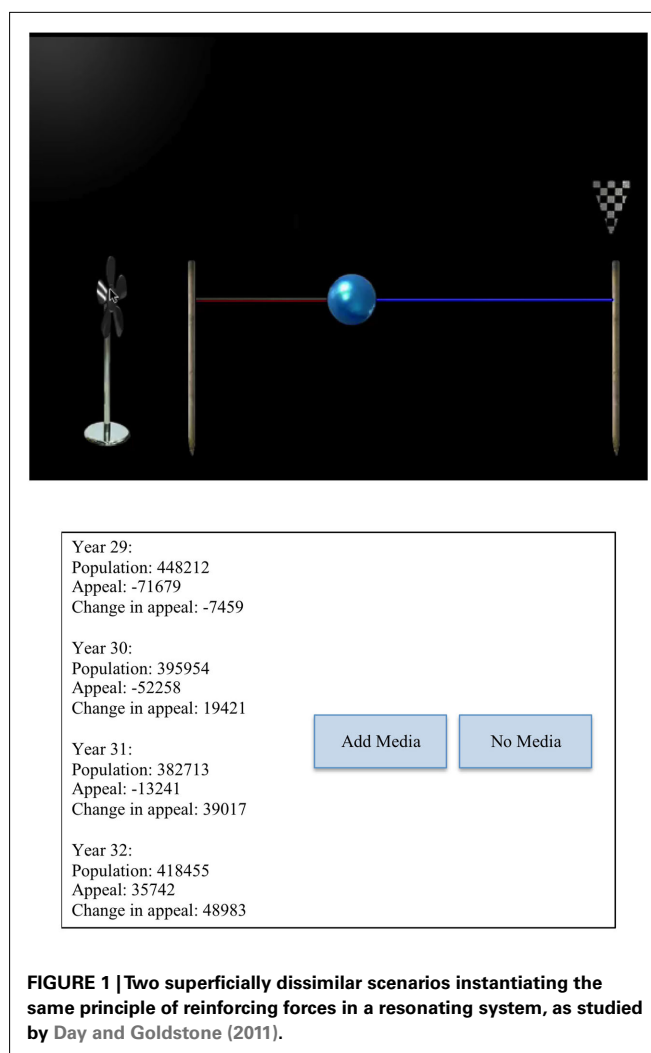 Year 29:
Population: 448212
Appeal: -71679
Change in appeal: -7459
Year 30:
Population: 395954
Appeal: -52258
Change in appeal: 19421
Year 31:
Population: 382713
Appeal: -13241
Change in appeal: 39017
Year 32:
Population: 418455
Appeal: 35742
Change in appeal: 48983
Add Media
No Media
FIGURE 1 | Two superficially dissimilar scenarios instantiating the
same principle of reinforcing forces in a resonating system, as studied
by Day and Goldstone (2011).